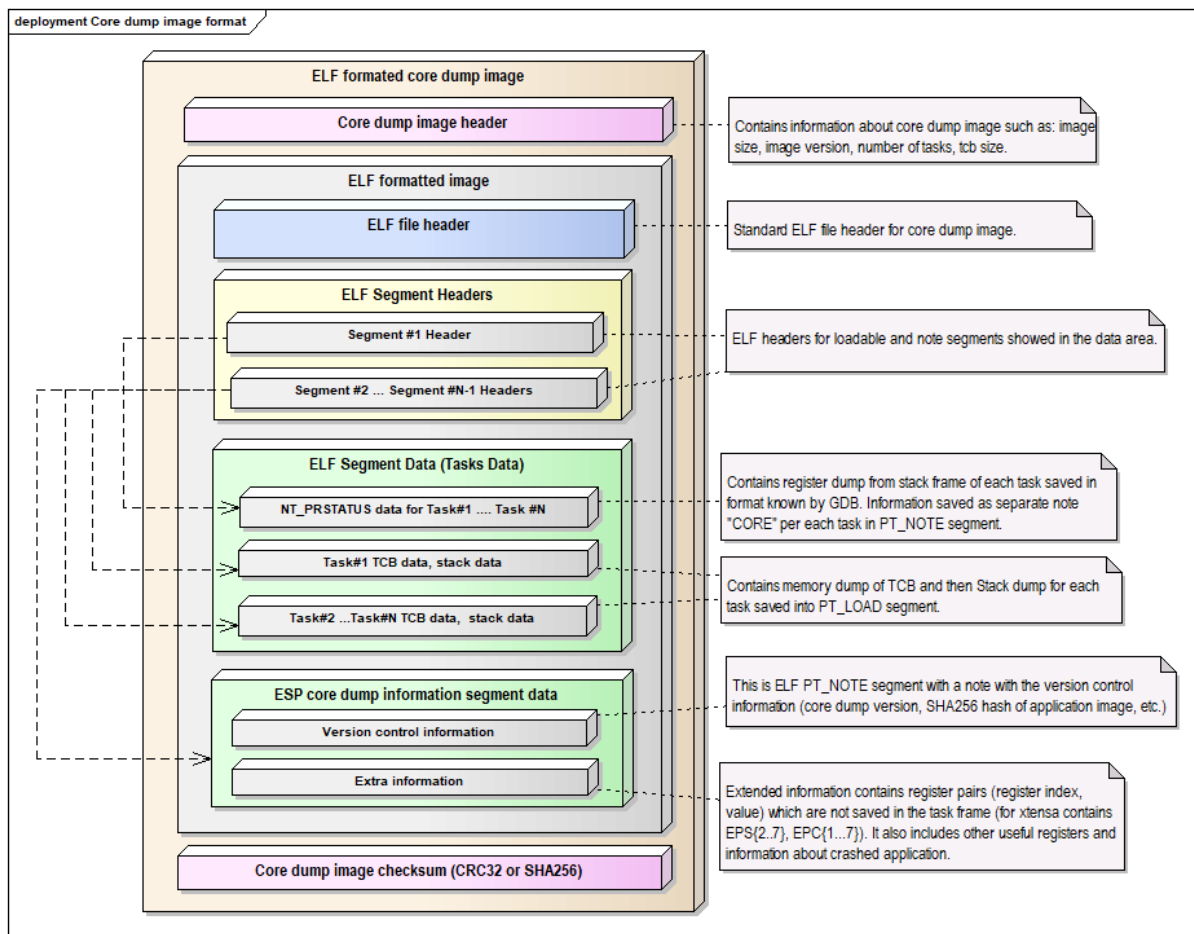 deployment Core dump image format
ELF formated core dump image
Core dump image header
Contains information about core dump image such as: image
size, image version, number of tasks, tcb size.
ELF formatted image
ELF file header
Standard ELF file header for core dump image.
ELF Segment Headers
Segment #1 Header
ELF headers for loadable and note segments showed in the data area.
Segment #2 ... Segment #N-1 Headers
ELF Segment Data (Tasks Data)
NT_PRSTATUS data for Task#1 .... Task #N
Contains register dump from stack frame of each task saved in
format known by GDB. Information saved as separate note
"CORE" per each task in PT_NOTE segment.
Task#1 TCB data, stack data
Contains memory dump of TCB and then Stack dump for each
task saved into PT_LOAD segment.
Task#2 ...Task#N TCB data, stack data
ESP core dump information segment data
Version control information
This is ELF PT_NOTE segment with a note with the version control
information (core dump version, SHA256 hash of application image, etc.)
Extra information
Extended information contains register pairs (register index,
value) which are not saved in the task frame (for xtensa contains
EPS{2..7}, EPC{1...7}). It also includes other useful registers and
information about crashed application.
Core dump image checksum (CRC32 or SHA256)